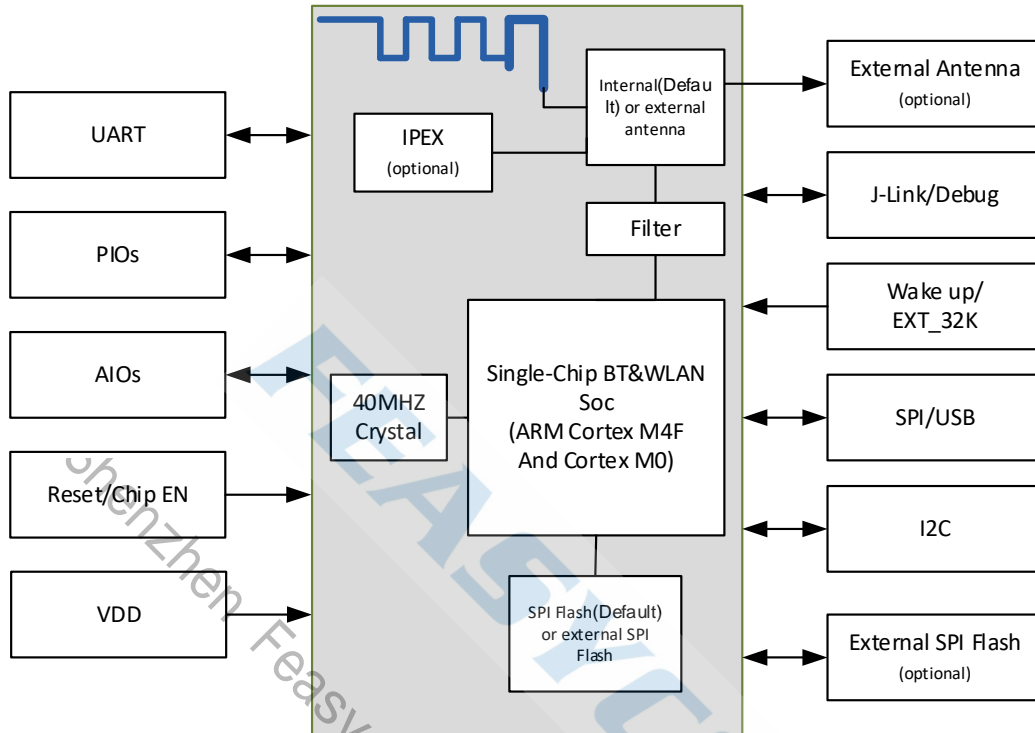 UART
PIOs
AIOs
Reset/Chip EN
VDD
IPEX
(optional)
Internal(Defau
lt) or external
antenna
Filter
40MHZ
Crystal
Single-Chip BT&WLAN
Soc
(ARM Cortex M4F
And Cortex M0)
SPI Flash(Default)
or external SPI
Flash
External Antenna
(optional)
J-Link/Debug
Wake up/
EXT_32K
SPI/USB
I2C
External SPI Flash
(optional)
FEASYC
Shenzhen Feasy